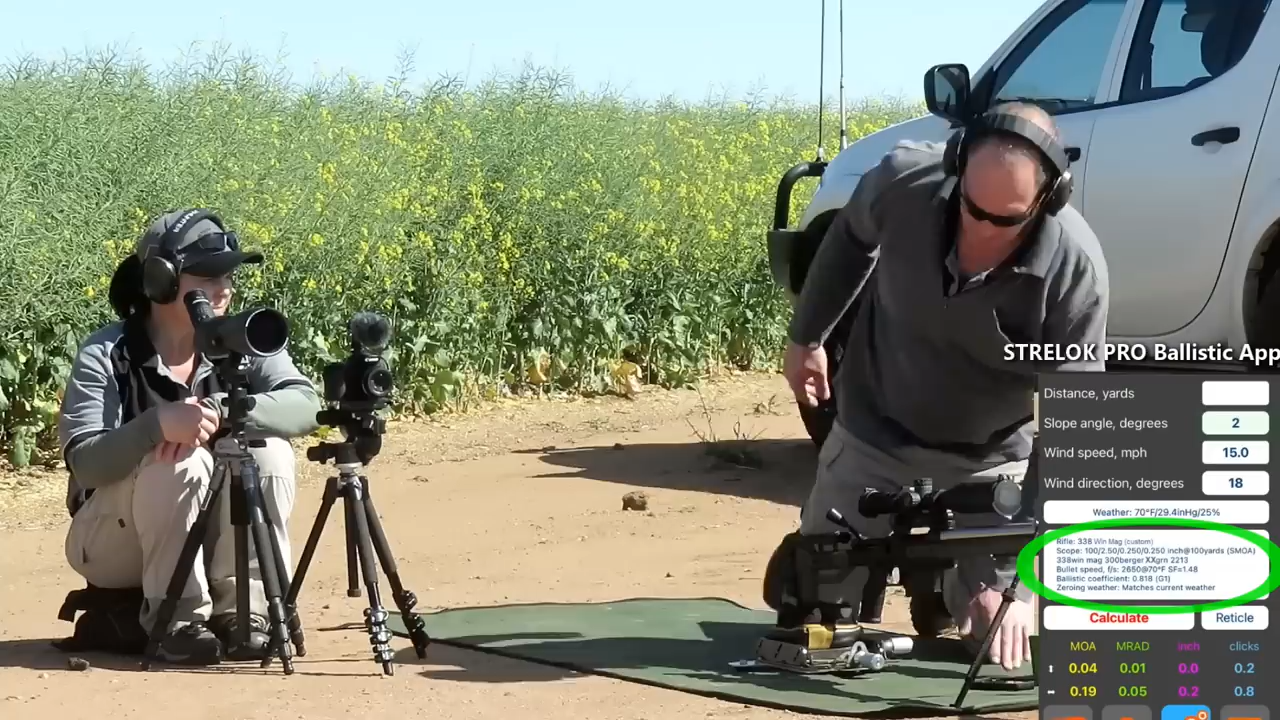 STRELOK PRO Ballistic App
Distance, yards
Slope angle, degrees 2
Wind speed, mph 15.0
Wind direction, degrees 18
Weather: 70°F/29.4inHg/25%
Rifle: 338 Win Mag (custom)
Scope: 100/2.50/0.250/0.250 inch@100yards (SMOA)
338win mag 300berger XXgrn 2213
Bullet speed, f/s: 2650@70°F SF=1.48
Ballistic coefficient: 0.818 (G1)
Zeroing weather: Matches current weather
Calculate Reticle
MOA MRAD inch clicks
0.04 0.01 0.0 0.2
0.19 0.05 0.2 0.8